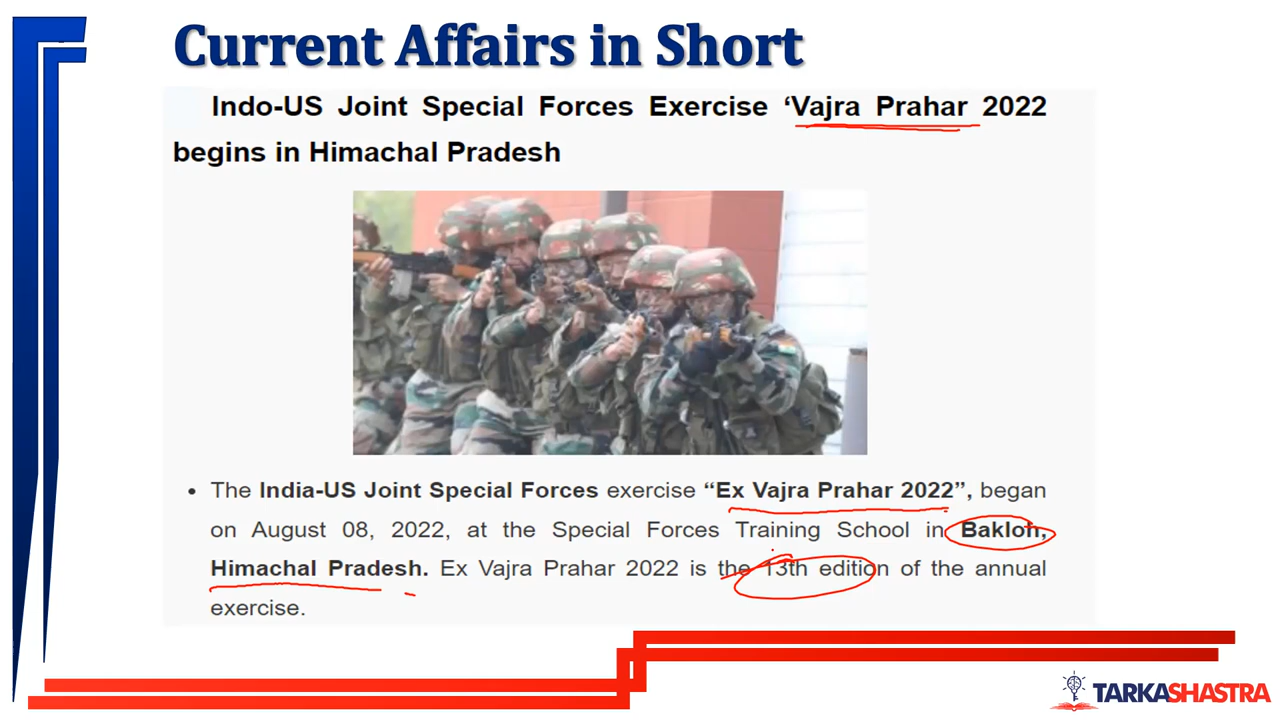 Current Affairs in Short
Indo-US Joint Special Forces Exercise ‘Vajra Prahar 2022
begins in Himachal Pradesh
• The India-US Joint Special Forces exercise “Ex Vajra Prahar 2022”, began
on August 08, 2022, at the Special Forces Training School in Bakloh,
Himachal Pradesh. Ex Vajra Prahar 2022 is the 13th edition of the annual
exercise.
TARKASHASTRA